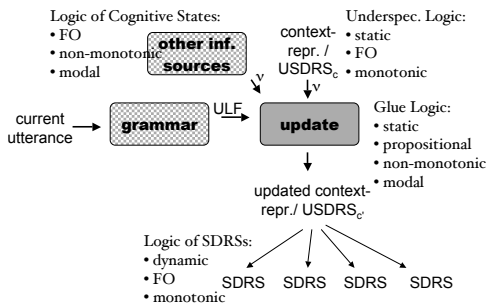 Logic of Cognitive States:
• FO
• non-monotonic
• modal
other inf.
sources
context-
repr. /
USDRSc
Underspec. Logic:
• static
• FO
• monotonic
ν
ν
current
utterance
grammar
ULF
update
Glue Logic:
• static
• propositional
• non-monotonic
• modal
updated context-
repr./ USDRSc'
Logic of SDRSs:
• dynamic
• FO
• monotonic
SDRS SDRS SDRS SDRS